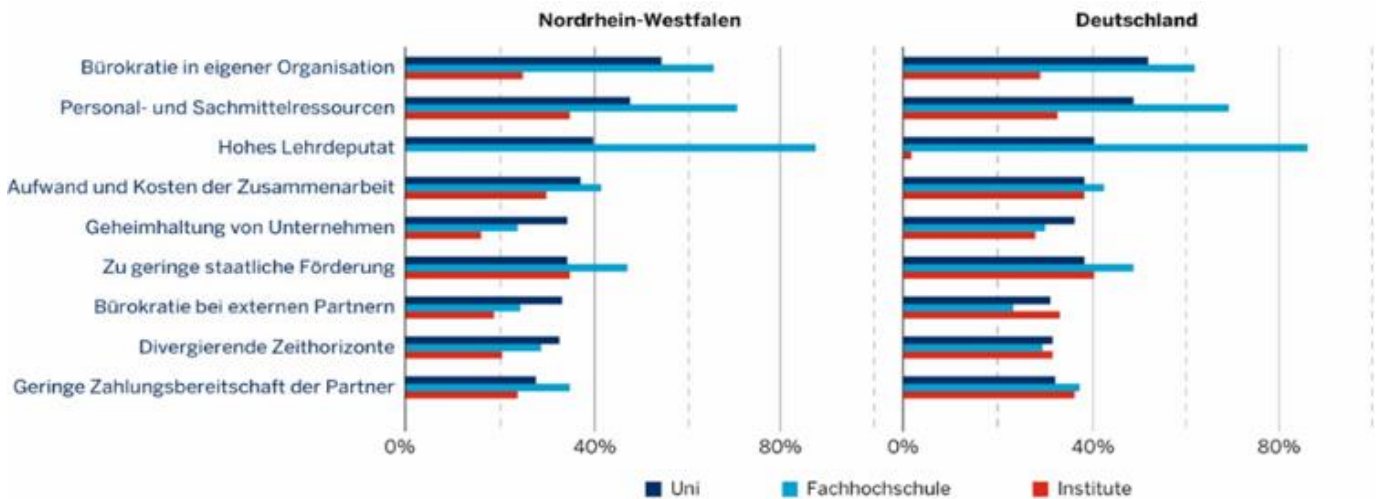 Nordrhein-Westfalen
Deutschland
Bürokratie in eigener Organisation
Personal- und Sachmittelressourcen
Hohes Lehrdeputat
Aufwand und Kosten der Zusammenarbeit
Geheimhaltung von Unternehmen
Zu geringe staatliche Förderung
Bürokratie bei externen Partnern
Divergierende Zeithorizonte
Geringe Zahlungsbereitschaft der Partner
0% 40% 80%
0% 40% 80%
Uni Fachhochschule Institute